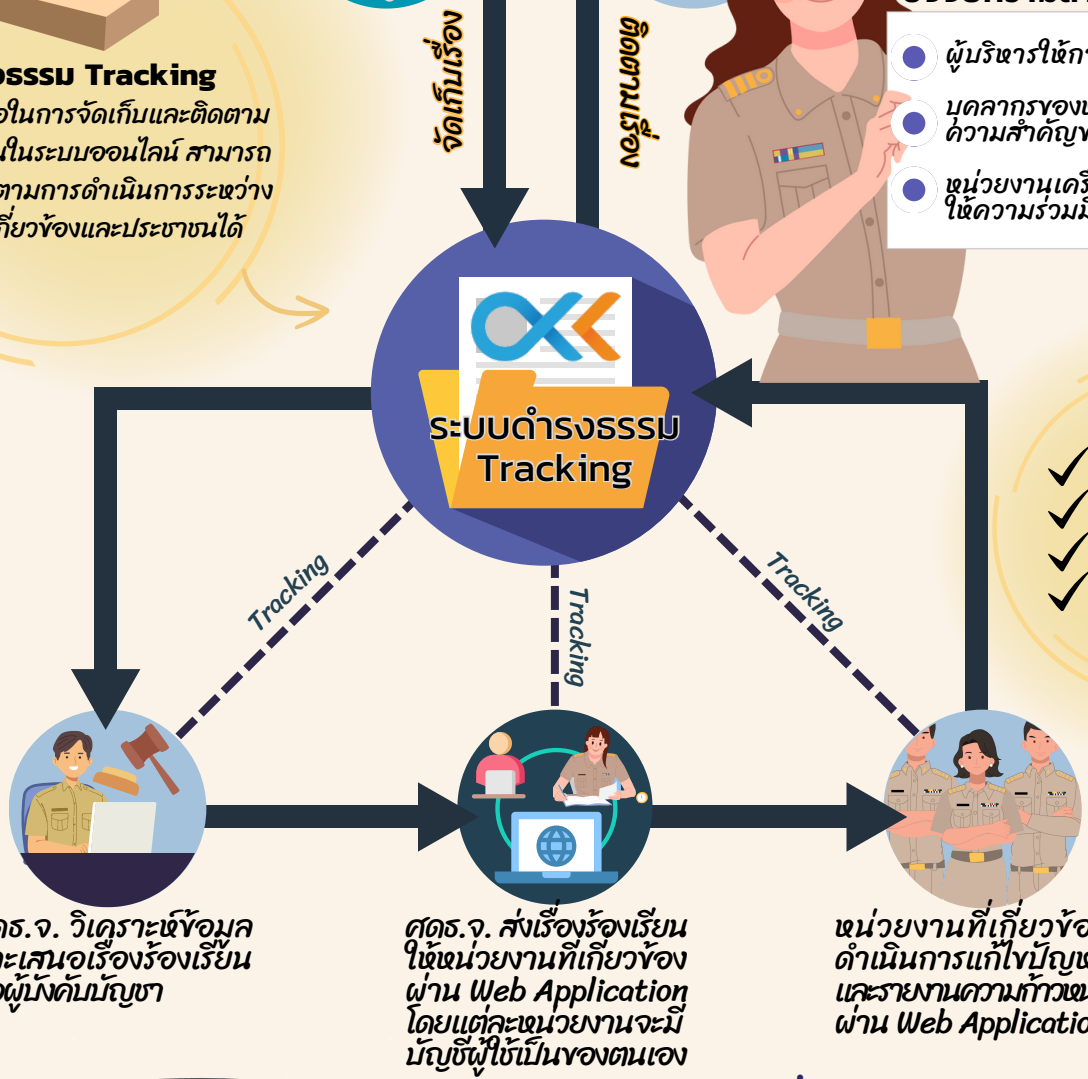 Tracking
ในการจัดเก็บและติดตาม
ในระบบออนไลน์ สามารถ
ตามการดำเนินการระหว่าง
เกี่ยวข้องและประชาชนได้
จัดเก็บเรื่อง
ติดตามเรื่อง
ผู้บริหารให้
บุคลากรของ
ความสำคัญ
หน่วยงาน
ให้ความร่วม
ระบบดำรงธรรม
Tracking
Tracking
Tracking
Tracking
วิเคราะห์ข้อมูล
เสนอเรื่องร้องเรียน
ผู้บังคับบัญชา
ศดธ.จ. ส่งเรื่องร้องเรียน
ให้หน่วยงานที่เกี่ยวข้อง
ผ่าน Web Application
โดยแต่ละหน่วยงานจะมี
บัญชีผู้ใช้เป็นของตนเอง
หน่วยงานที่เกี่ยวข้อ
ดำเนินการแก้ไขปัญห
และรายงานความก้าวหน
ผ่าน Web Applicatio